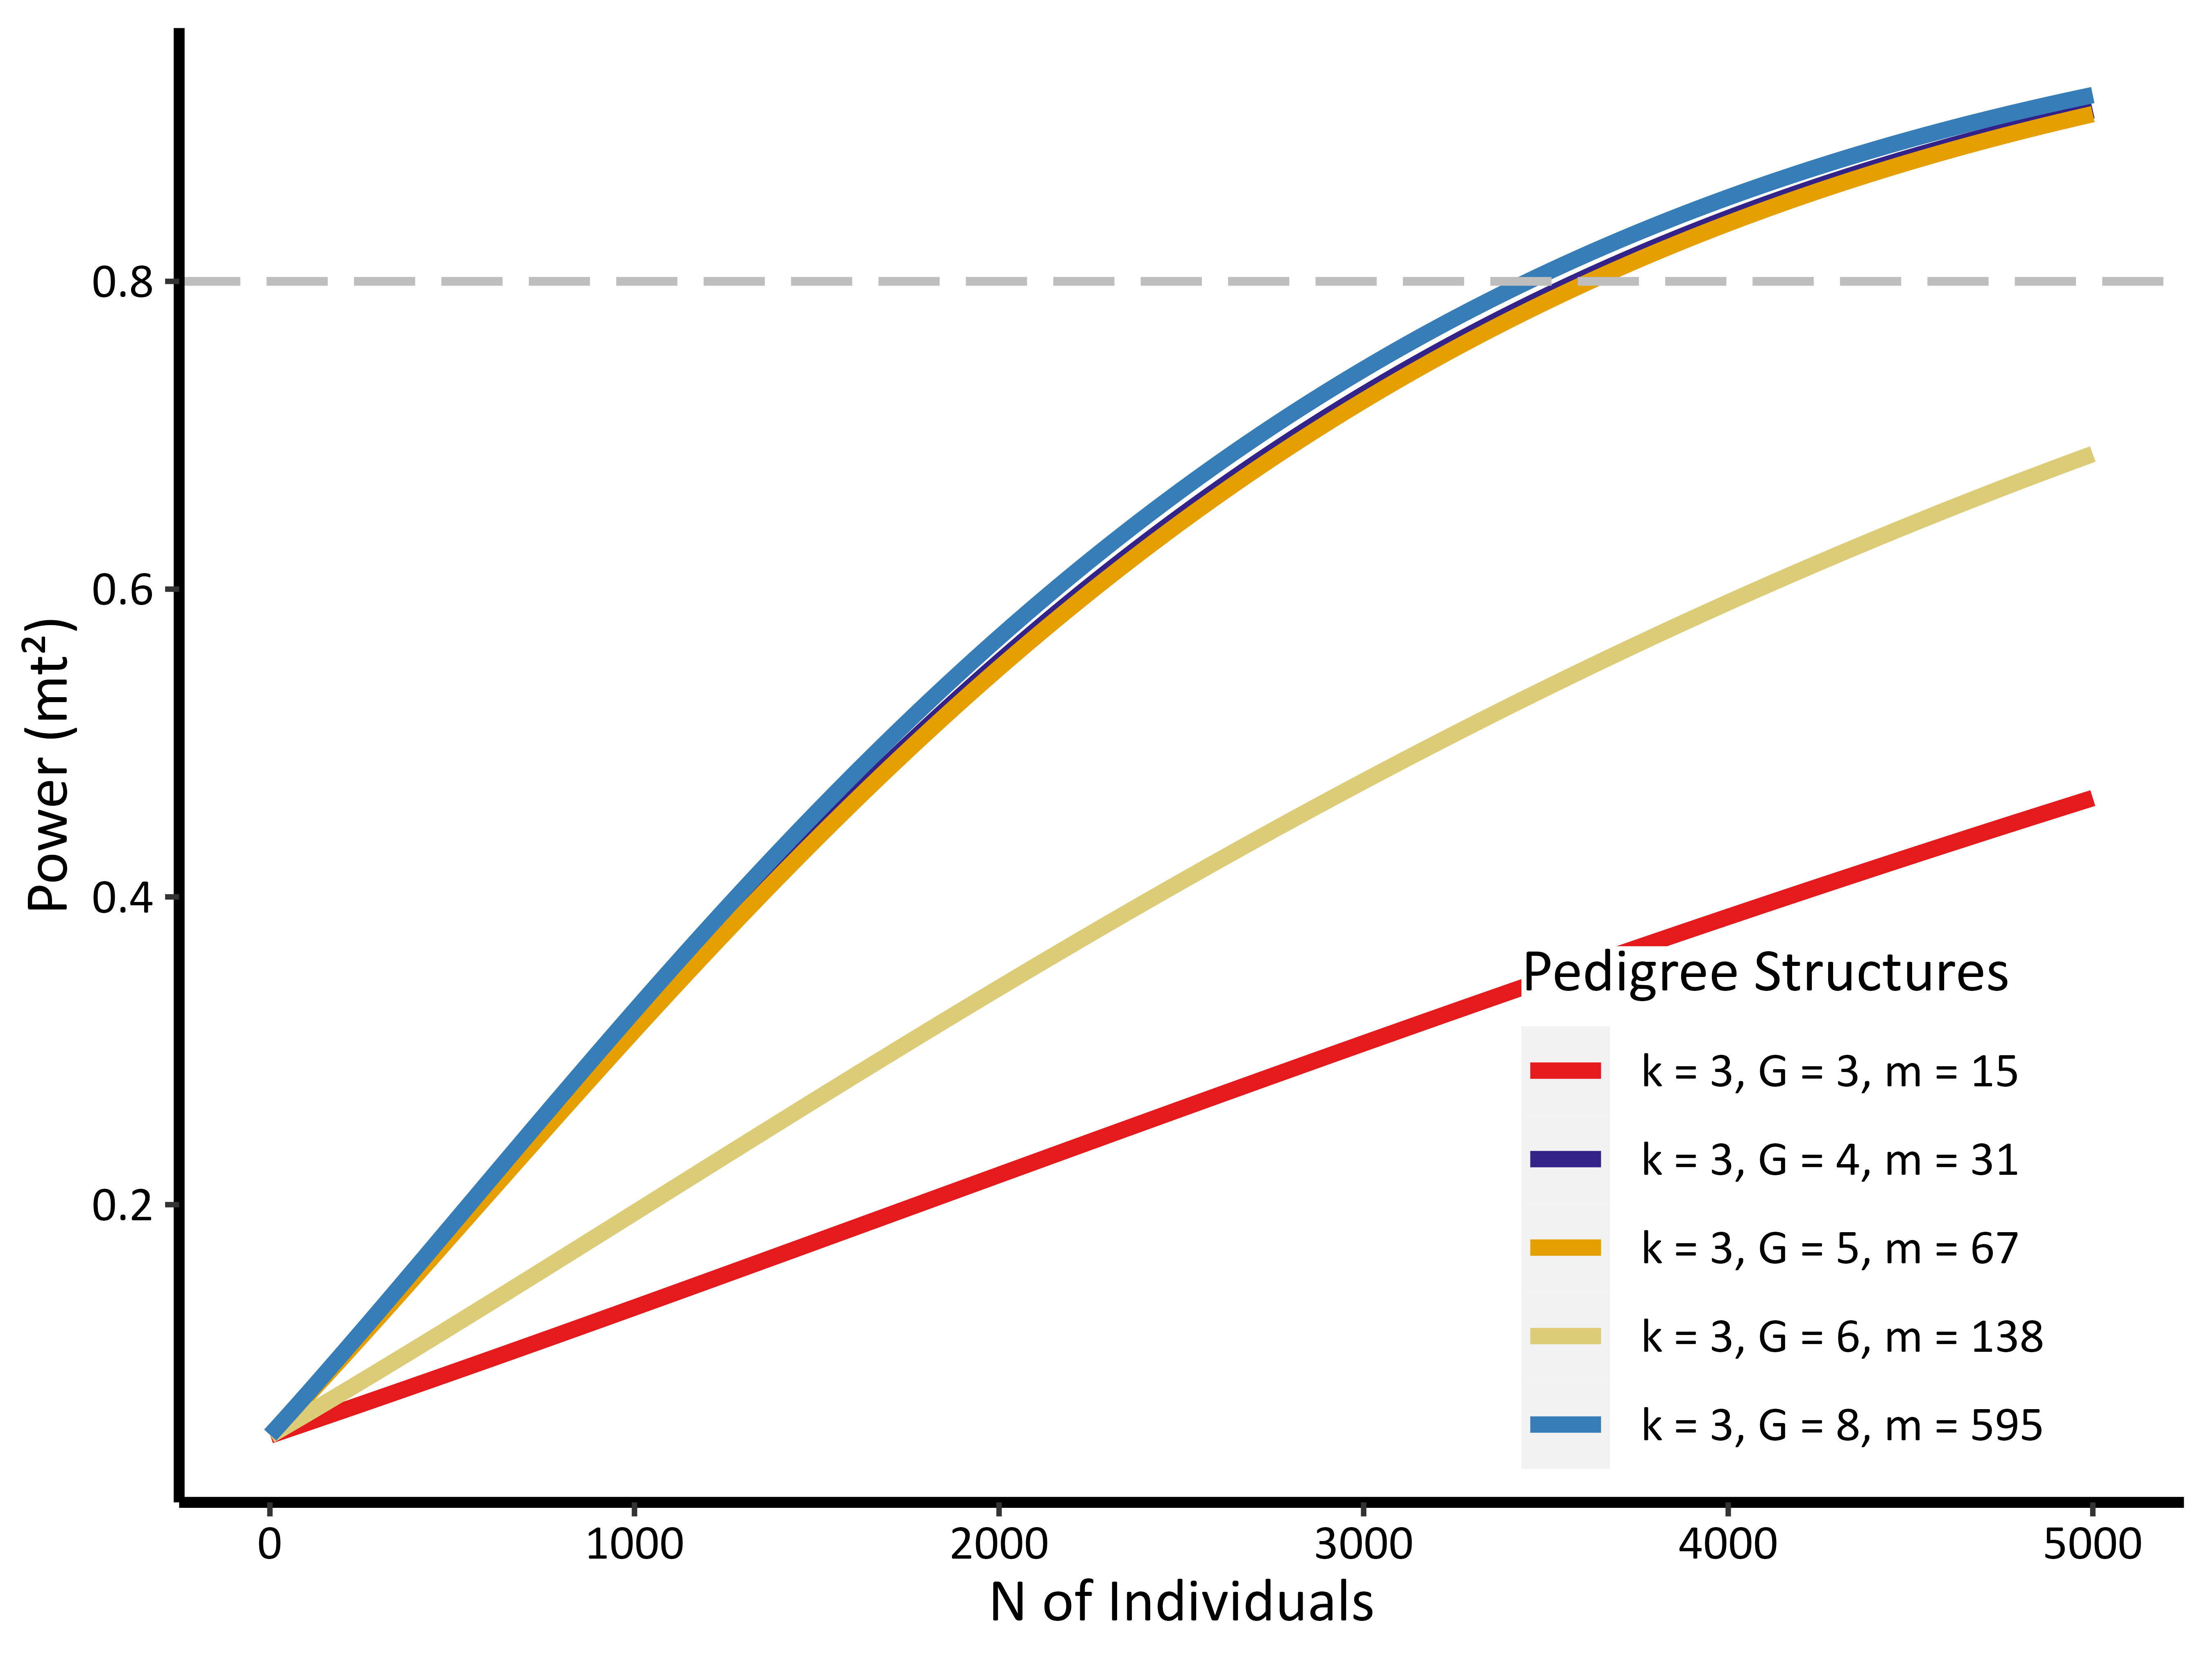 Power (mt²)
0.8
0.6
0.4
0.2
Pedigree Structures
k = 3, G = 3, m = 15
k = 3, G = 4, m = 31
k = 3, G = 5, m = 67
k = 3, G = 6, m = 138
k = 3, G = 8, m = 595
0 1000 2000 3000 4000 5000
N of Individuals